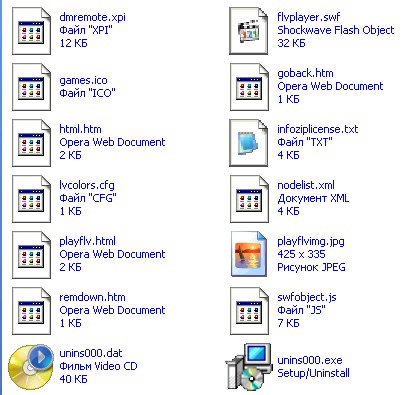 dmremote.xpi
Файл "XPI"
12 КБ
flvplayer.swf
Shockwave Flash Object
32 КБ
games.ico
Файл "ICO"
goback.htm
Opera Web Document
1 КБ
html.htm
Opera Web Document
2 КБ
infoziplicense.txt
Файл "TXT"
4 КБ
lvcolors.cfg
Файл "CFG"
1 КБ
nodelist.xml
Документ XML
4 КБ
playflv.html
Opera Web Document
2 КБ
playflvimg.jpg
425 x 335
Рисунок JPEG
remdown.htm
Opera Web Document
1 КБ
swfobject.js
Файл "JS"
7 КБ
unins000.dat
Фильм Video CD
40 КБ
unins000.exe
Setup/Uninstall